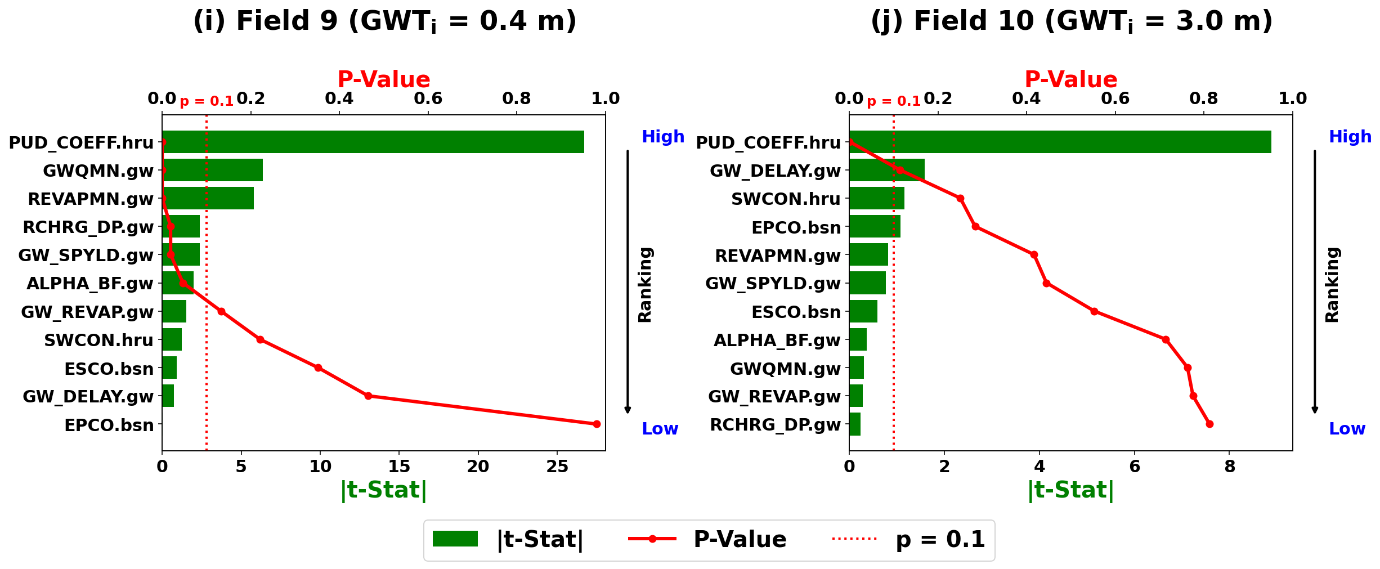 (i) Field 9 (GWTi = 0.4 m)
P-Value
0.0 p = 0.1 0.2 0.4 0.6 0.8 1.0
PUD_COEFF.hru
GWQMN.gw
REVAPMN.gw
RCHRG_DP.gw
GW_SPYLD.gw
ALPHA_BF.gw
GW_REVAP.gw
SWCON.hru
ESCO.bsn
GW_DELAY.gw
EPCO.bsn
High
Ranking
Low
0 5 10 15 20 25
|t-Stat|
(j) Field 10 (GWTi = 3.0 m)
P-Value
0.0 p = 0.1 0.2 0.4 0.6 0.8 1.0
PUD_COEFF.hru
GW_DELAY.gw
SWCON.hru
EPCO.bsn
REVAPMN.gw
GW_SPYLD.gw
ESCO.bsn
ALPHA_BF.gw
GWQMN.gw
GW_REVAP.gw
RCHRG_DP.gw
High
Ranking
Low
0 2 4 6 8
|t-Stat|
|t-Stat| P-Value p = 0.1